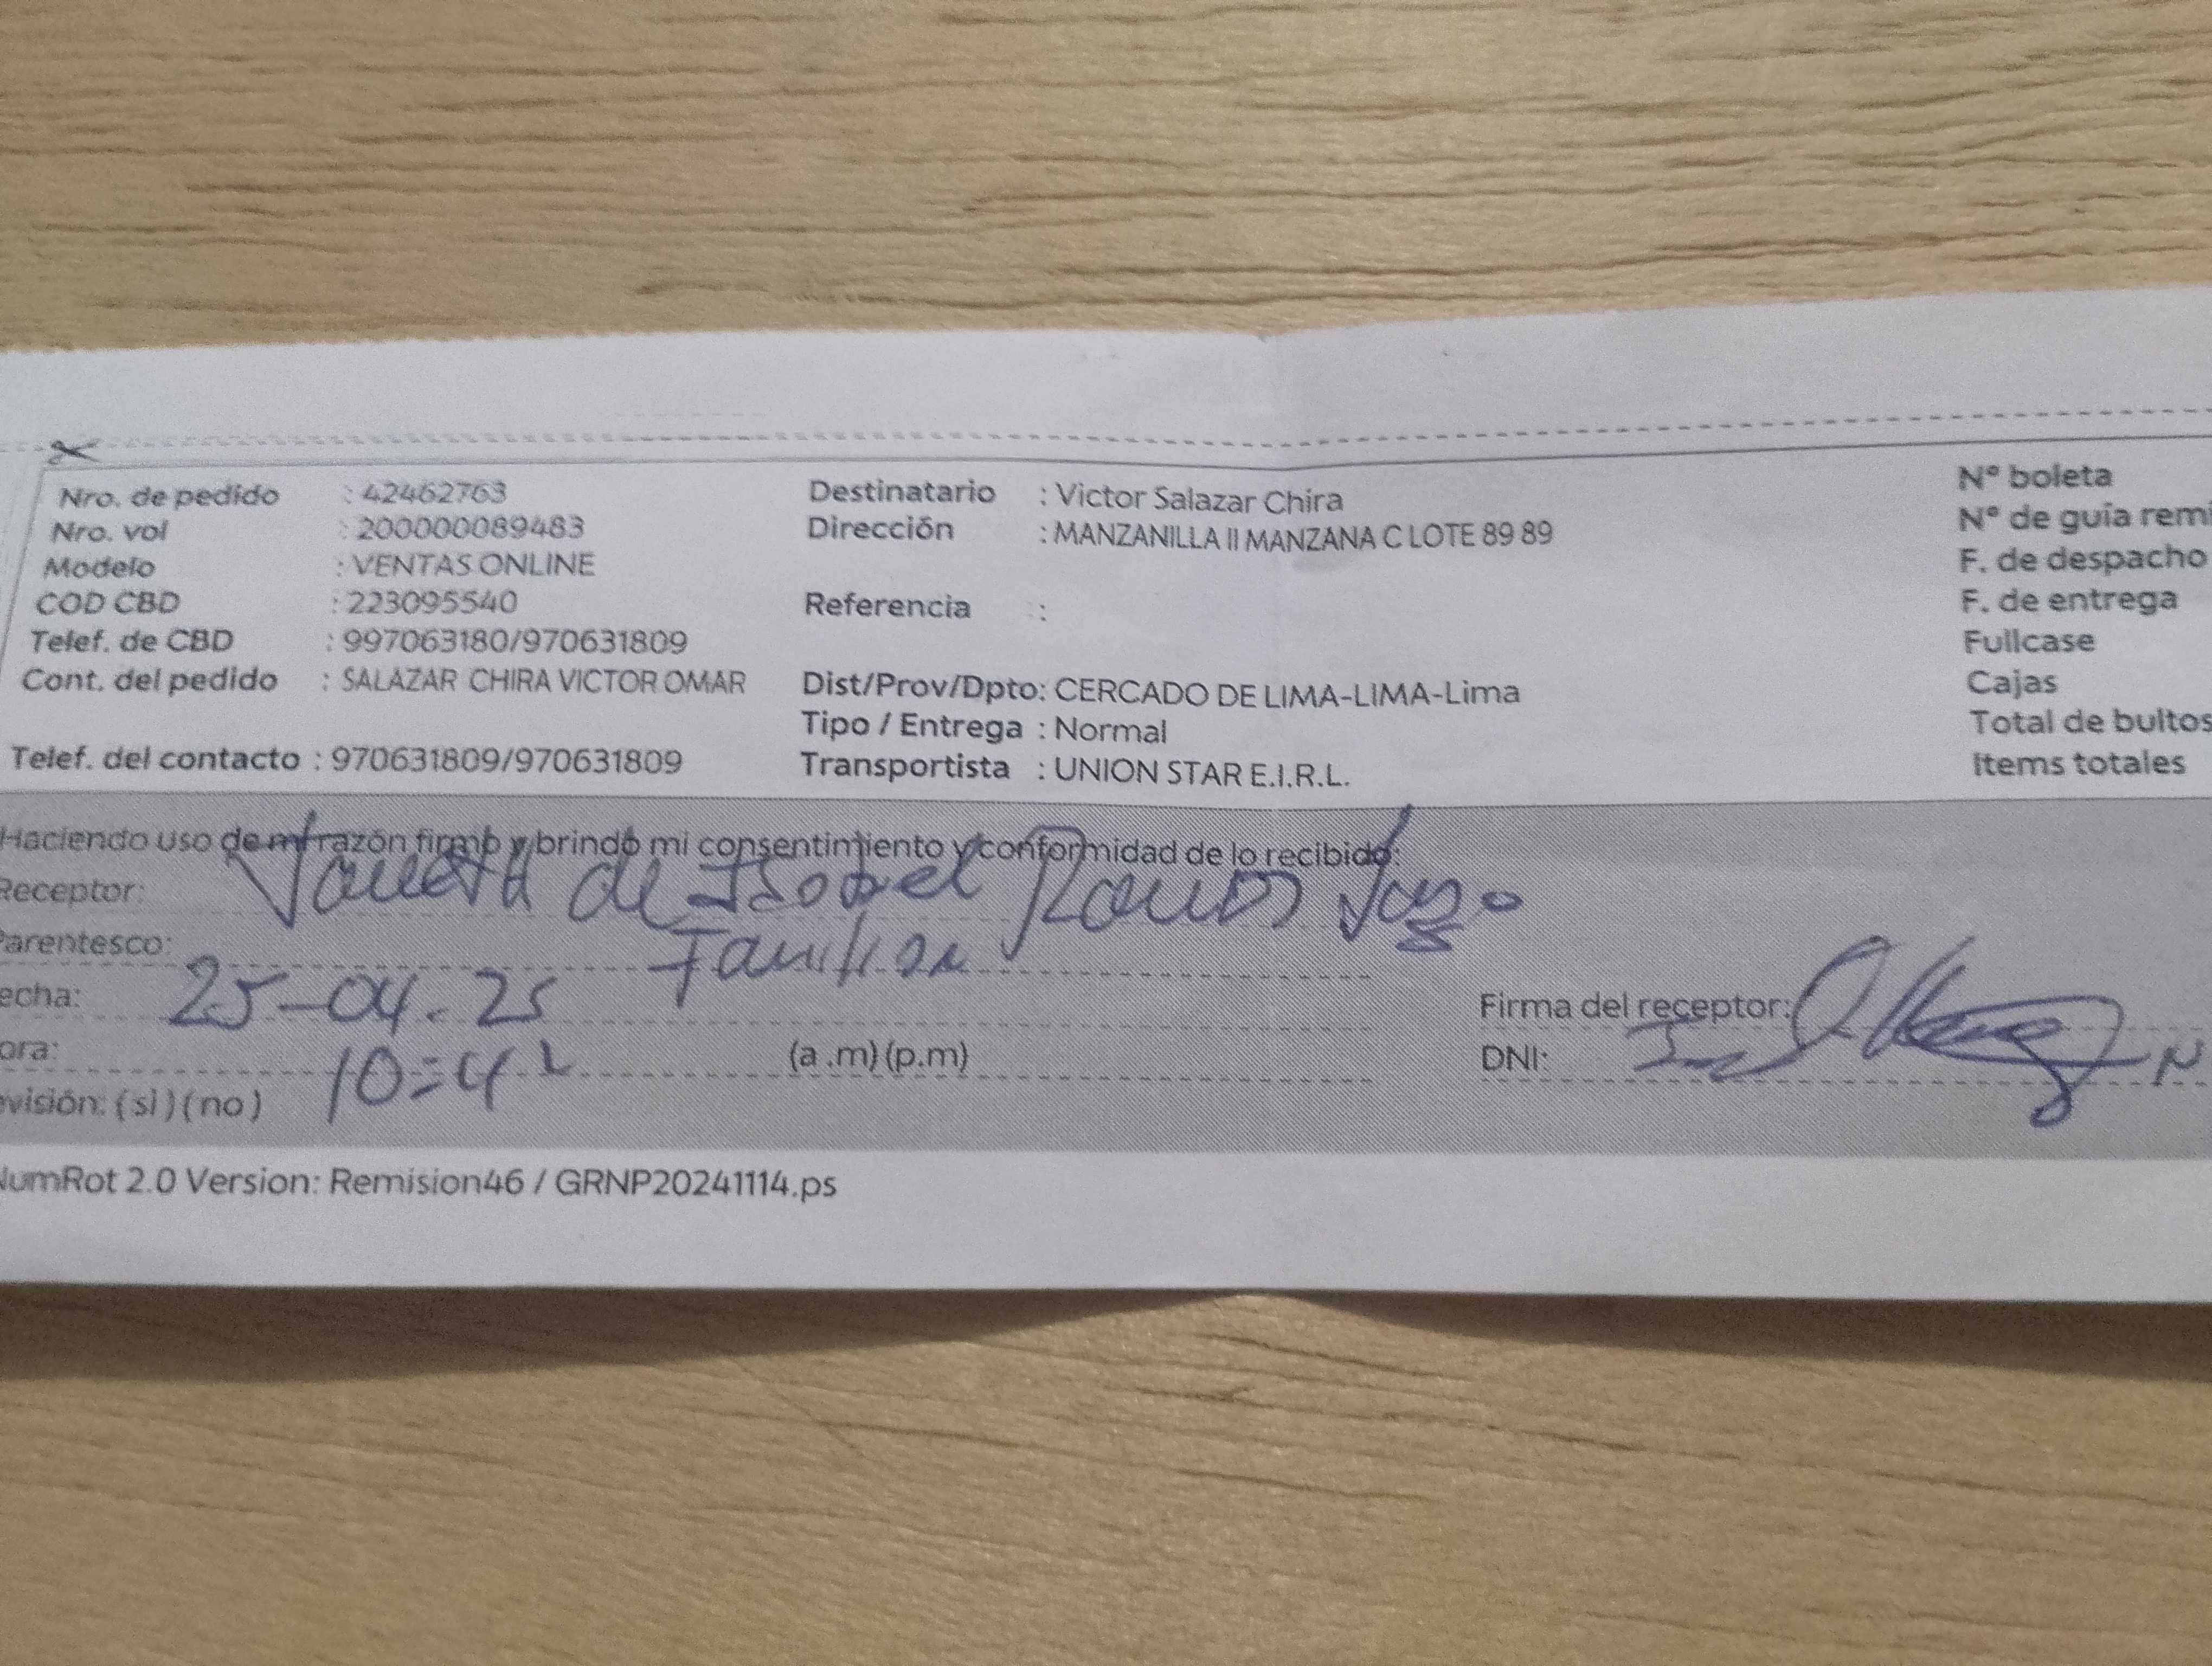 Nro. de pedido : 42462763
Nro. vol : 200000089483
Modelo : VENTAS ONLINE
COD CBD : 223095540
Telef. de CBD : 997063180/970631809
Cont. del pedido : SALAZAR CHIRA VICTOR OMAR
Telef. del contacto : 970631809/970631809
Destinatario : Victor Salazar Chira
Dirección : MANZANILLA II MANZANA C LOTE 89 89
Referencia :
Dist/Prov/Dpto: CERCADO DE LIMA-LIMA-Lima
Tipo / Entrega : Normal
Transportista : UNION STAR E.I.R.L.
N° boleta
N° de guía remi
F. de despacho
F. de entrega
Fullcase
Cajas
Total de bultos
Items totales
Haciendo uso de mi razón firmo y brindo mi consentimiento y conformidad de lo recibido:
Receptor: de Isabel Ramos
Parentesco: Familiar
echa: 25-04-25
ora: 10:42 (a .m) (p.m)
evisión: (si) (no)
Firma del receptor:
DNI:
NumRot 2.0 Version: Remision46 / GRNP20241114.ps